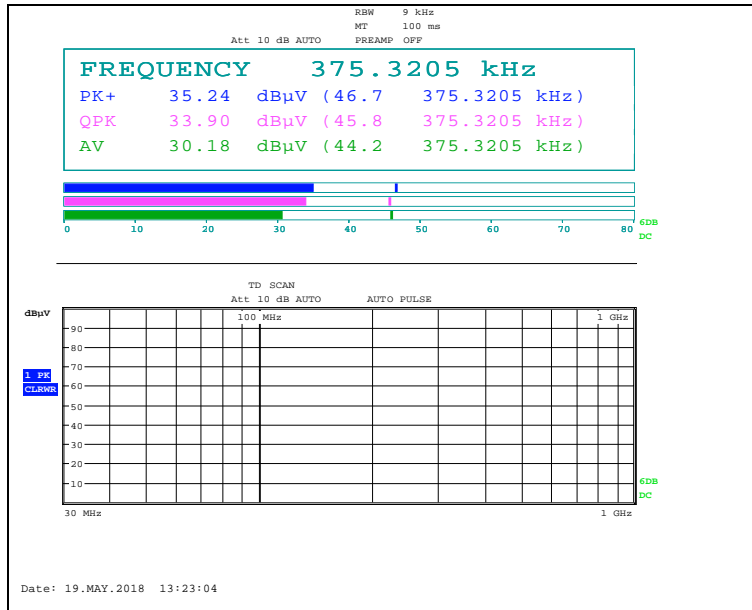 RBW 9 kHz
MT 100 ms
Att 10 dB AUTO PREAMP OFF
FREQUENCY 375.3205 kHz
PK+ 35.24 dBµV (46.7 375.3205 kHz)
QPK 33.90 dBµV (45.8 375.3205 kHz)
AV 30.18 dBµV (44.2 375.3205 kHz)
0 10 20 30 40 50 60 70 80
6DB
DC
TD SCAN
Att 10 dB AUTO AUTO PULSE
dBµV
100 MHz 1 GHz
90
80
70
1 PK
60
CLRWR
50
40
30
20
10
6DB
DC
30 MHz 1 GHz
Date: 19.MAY.2018 13:23:04